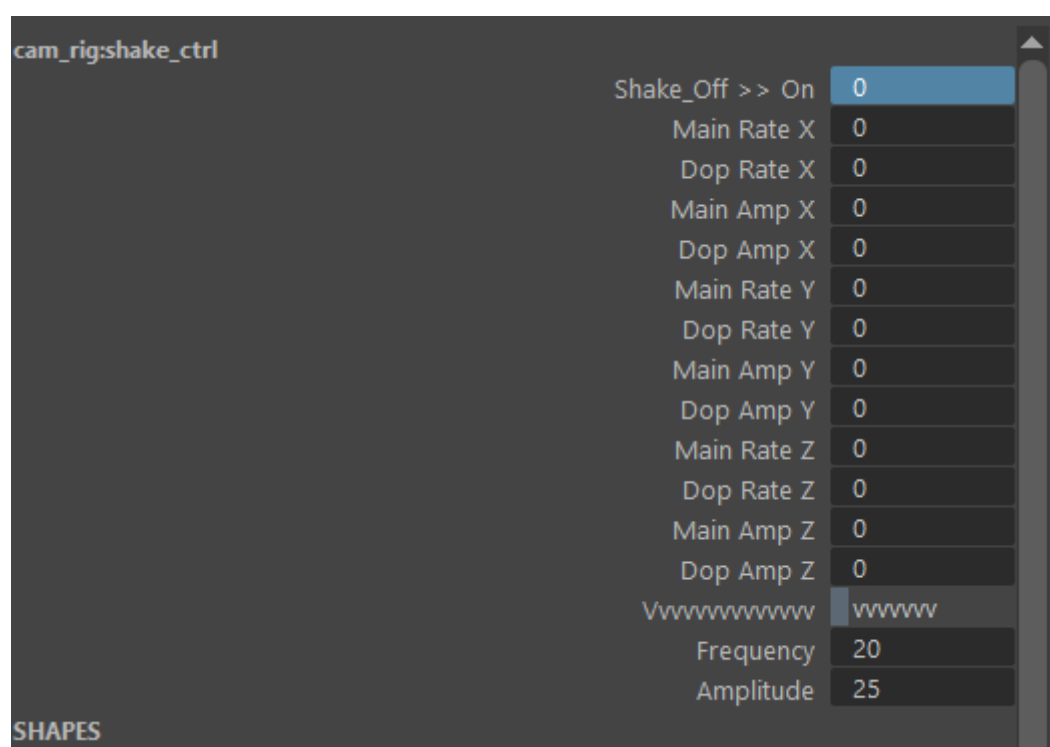 cam_rig:shake_ctrl
Shake_Off >> On 0
Main Rate X 0
Dop Rate X 0
Main Amp X 0
Dop Amp X 0
Main Rate Y 0
Dop Rate Y 0
Main Amp Y 0
Dop Amp Y 0
Main Rate Z 0
Dop Rate Z 0
Main Amp Z 0
Dop Amp Z 0
Vvvvvvvvvvvvvv vvvvvvv
Frequency 20
Amplitude 25
SHAPES